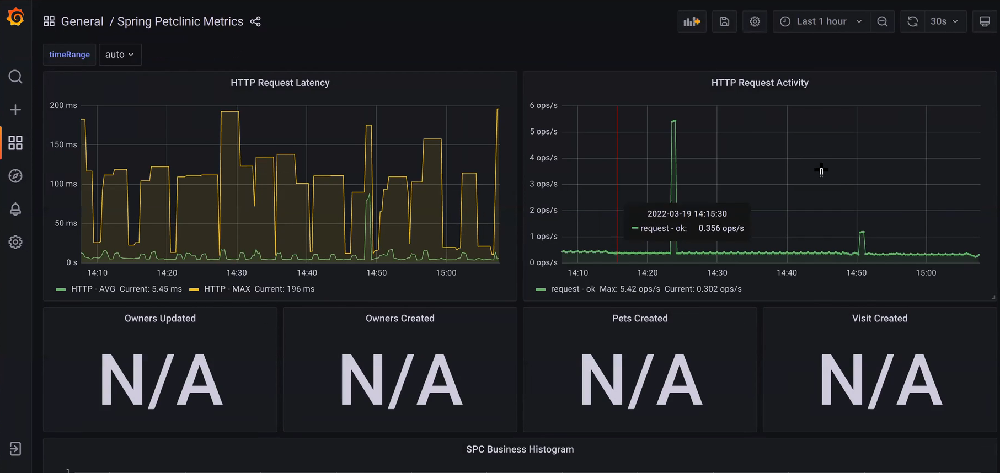 General / Spring Petclinic Metrics
Last 1 hour
30s
timeRange
auto
HTTP Request Latency
200 ms
150 ms
100 ms
50 ms
0 s
14:10 14:20 14:30 14:40 14:50 15:00
HTTP - AVG Current: 5.45 ms HTTP - MAX Current: 196 ms
HTTP Request Activity
6 ops/s
5 ops/s
4 ops/s
3 ops/s
2 ops/s
1 ops/s
0 ops/s
2022-03-19 14:15:30
request - ok: 0.356 ops/s
14:10 14:20 14:30 14:40 14:50 15:00
request - ok Max: 5.42 ops/s Current: 0.302 ops/s
Owners Updated
N/A
Owners Created
N/A
Pets Created
N/A
Visit Created
N/A
SPC Business Histogram
1